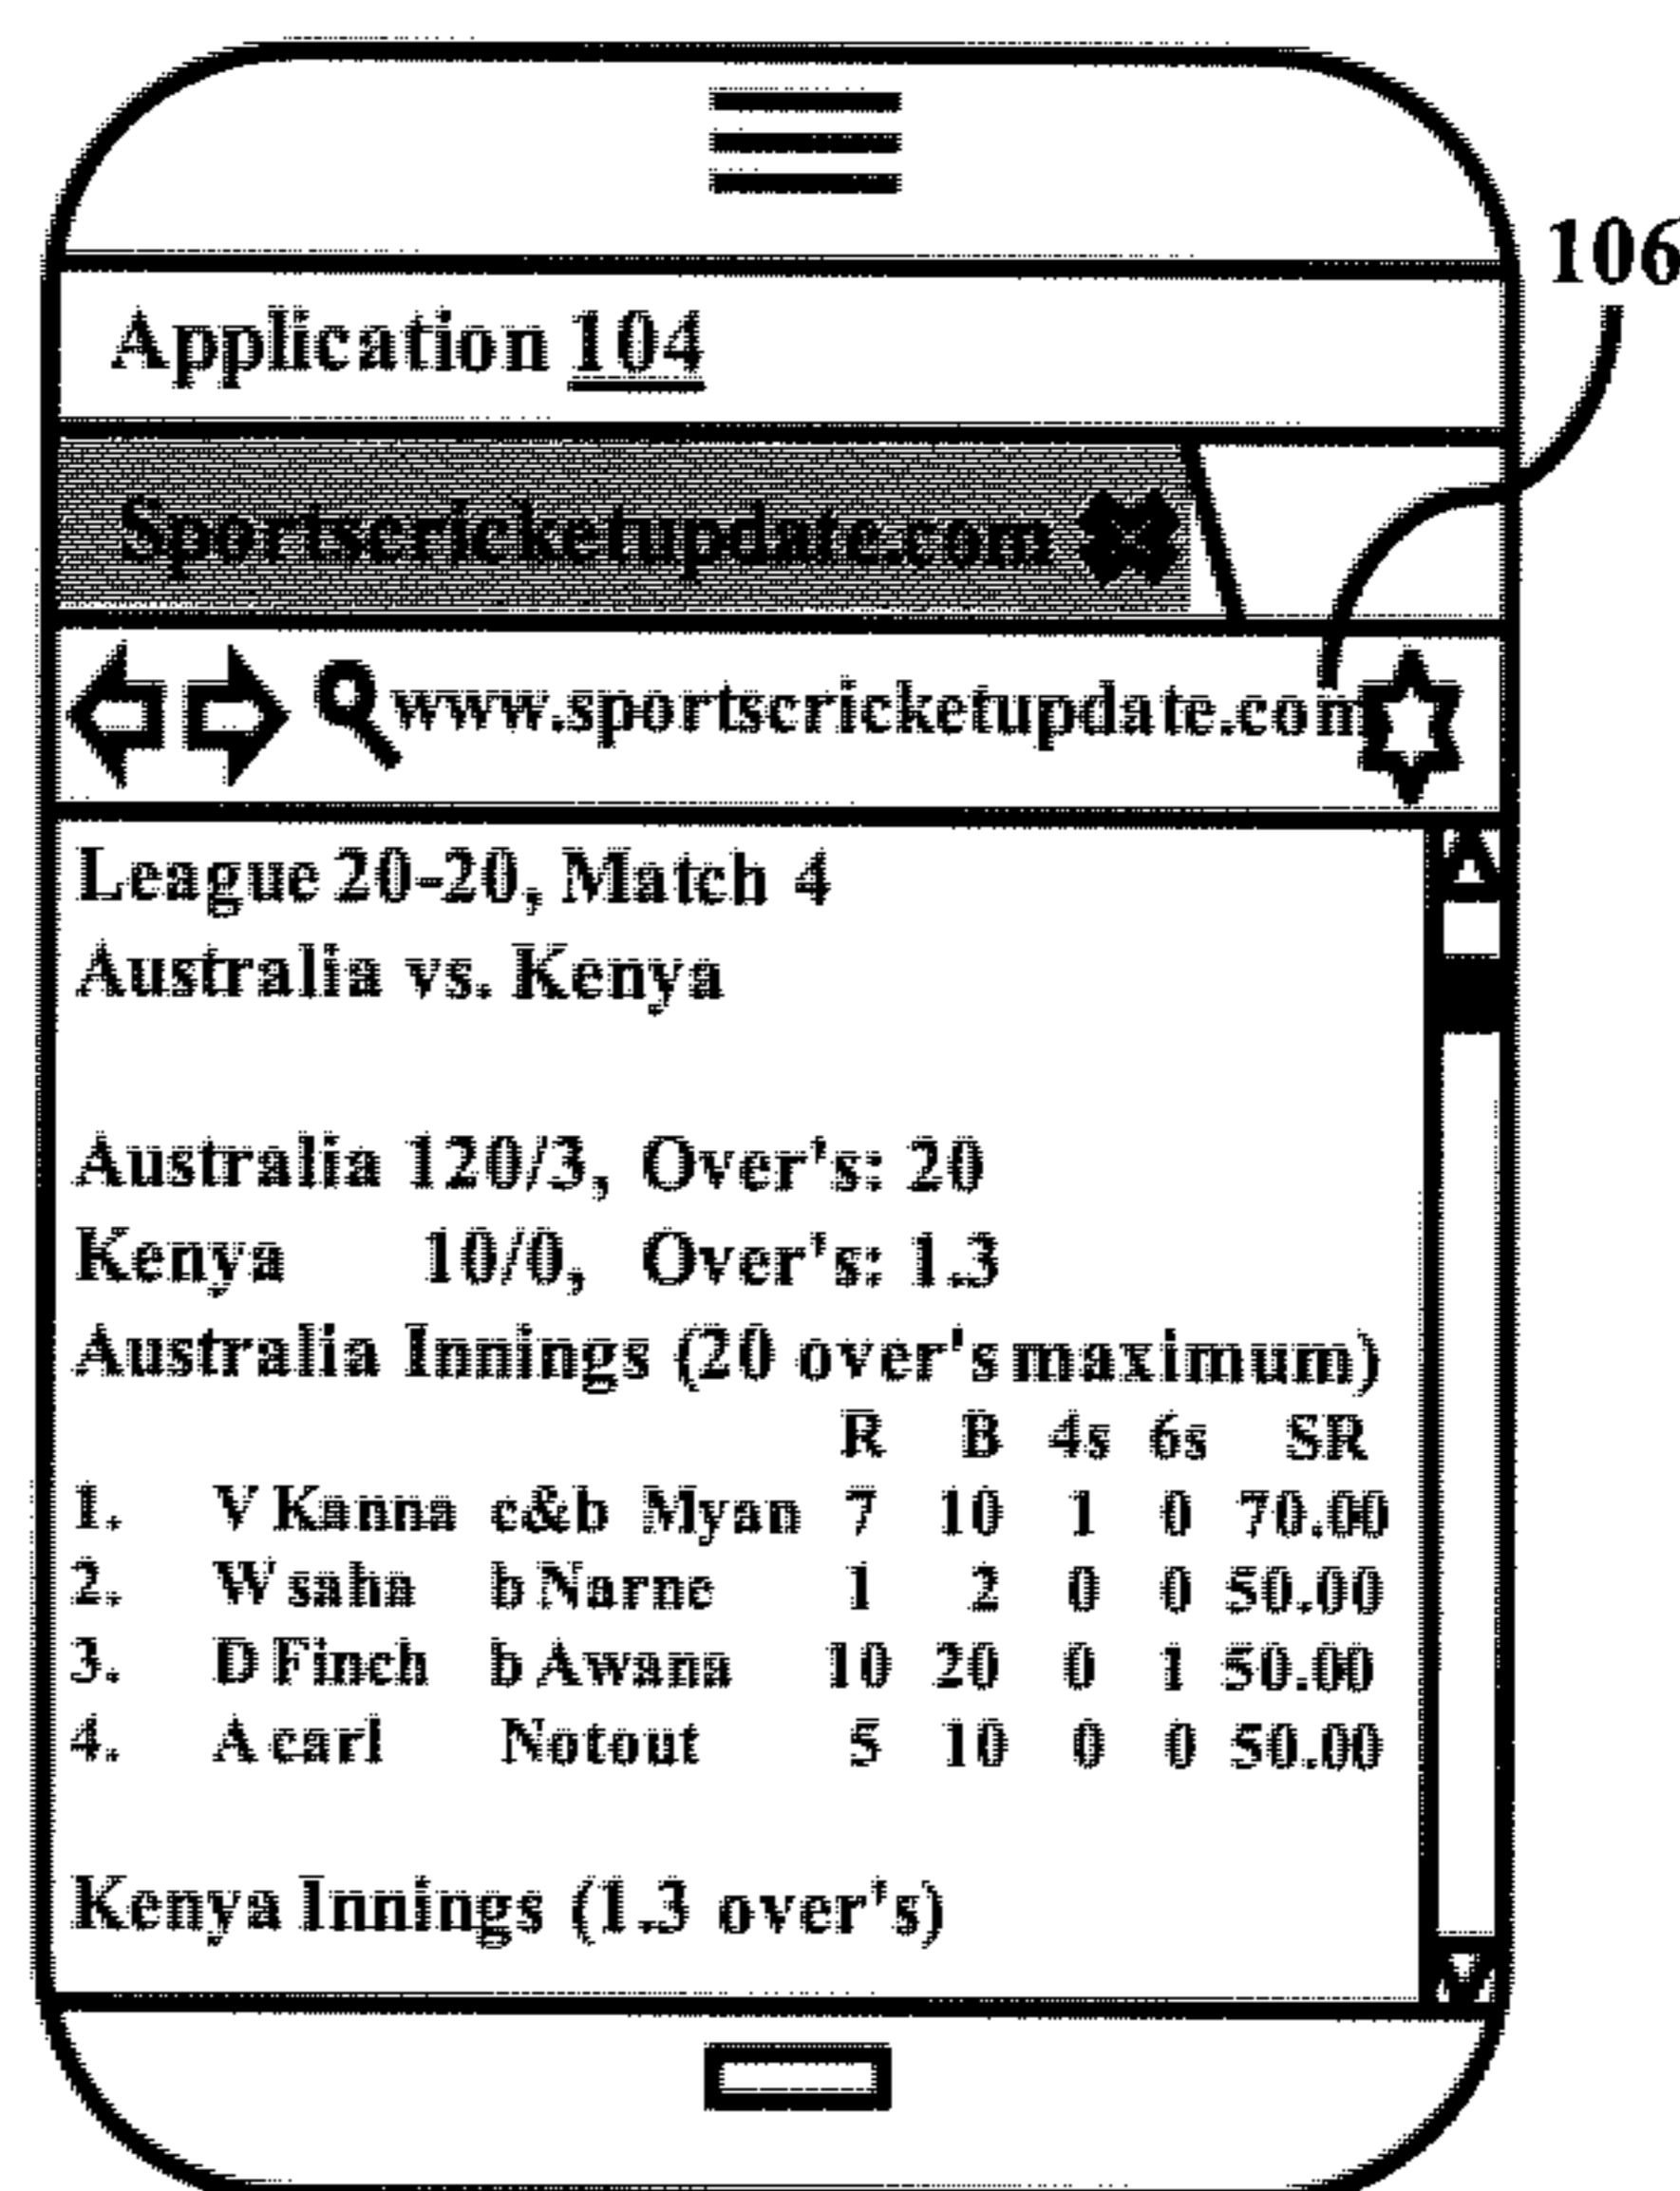 106
Application 104
Sportscricketupdate.com
www.sportscricketupdate.com
League 20-20, Match 4
Australia vs. Kenya
Australia 120/3, Over's: 20
Kenya 10/0, Over's: 1.3
Australia Innings (20 over's maximum)
R B 4s 6s SR
1. V Kanna c&b Myan 7 10 1 0 70.00
2. W saha b Narne 1 2 0 0 50.00
3. D Finch b Awana 10 20 0 1 50.00
4. A carl Notout 5 10 0 0 50.00
Kenya Innings (1.3 over's)